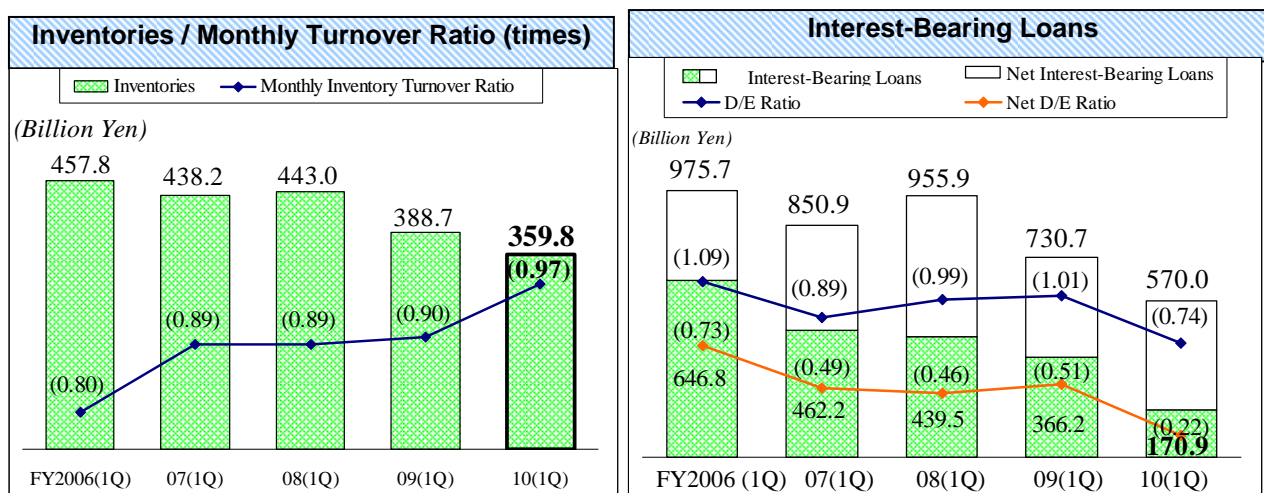 Inventories / Monthly Turnover Ratio (times)
Inventories
Monthly Inventory Turnover Ratio
(Billion Yen)
457.8
438.2
443.0
388.7
359.8
(0.80)
(0.89)
(0.89)
(0.90)
(0.97)
FY2006(1Q)
07(1Q)
08(1Q)
09(1Q)
10(1Q)
Interest-Bearing Loans
Interest-Bearing Loans
Net Interest-Bearing Loans
D/E Ratio
Net D/E Ratio
(Billion Yen)
975.7
850.9
955.9
730.7
570.0
(1.09)
(0.89)
(0.99)
(1.01)
(0.74)
(0.73)
(0.49)
(0.46)
(0.51)
(0.22)
646.8
462.2
439.5
366.2
170.9
FY2006 (1Q)
07(1Q)
08(1Q)
09(1Q)
10(1Q)